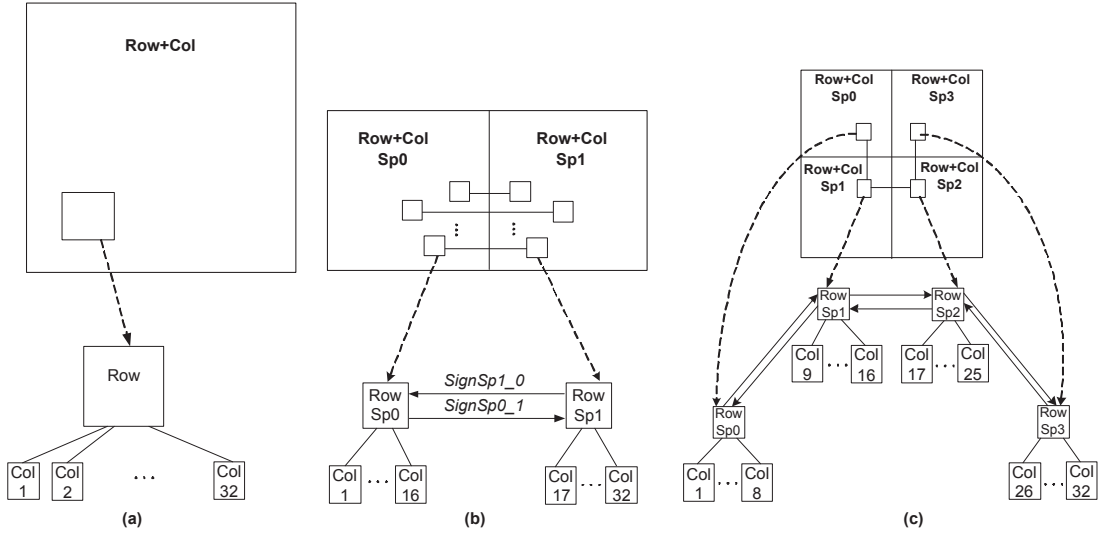 Row+Col
Row
Col
1
Col
2
...
Col
32
(a)
Row+Col
Sp0
Row+Col
Sp1
...
...
Row
Sp0
SignSp1_0
SignSp0_1
Row
Sp1
Col
1
...
Col
16
Col
17
...
Col
32
(b)
Row+Col
Sp0
Row+Col
Sp3
Row+Col
Sp1
Row+Col
Sp2
Row
Sp1
Row
Sp2
Col
9
...
Col
16
Col
17
...
Col
25
Row
Sp0
Row
Sp3
Col
1
...
Col
8
Col
26
...
Col
32
(c)